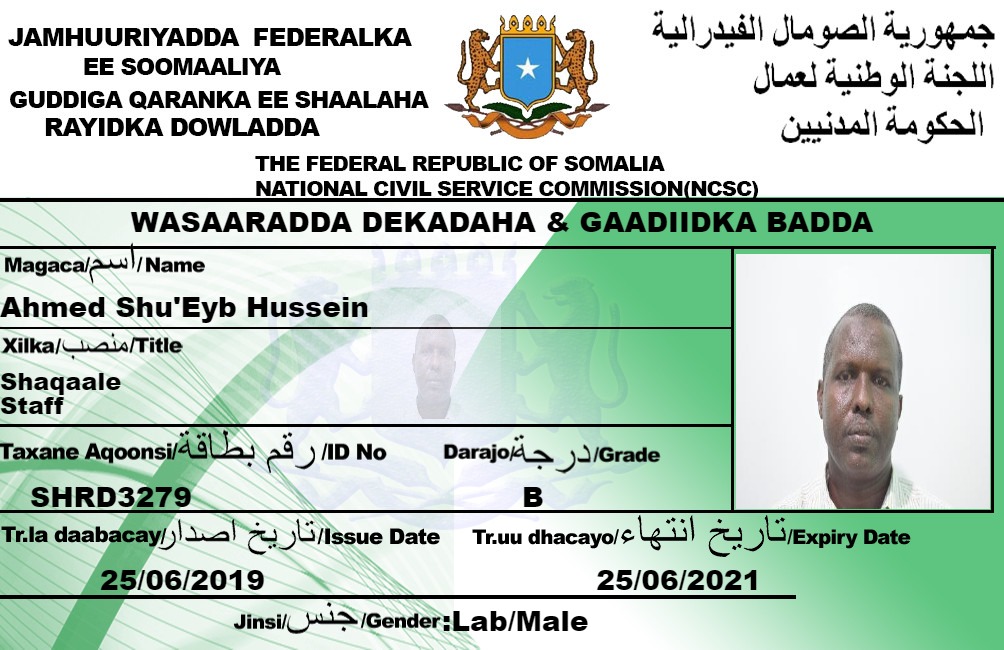 JAMHUURIYADDA FEDERALKA
EE SOOMAALIYA
GUDDIGA QARANKA EE SHAALAHA
RAYIDKA DOWLADDA
جمهورية الصومال الفيدرالية
اللجنة الوطنية لعمال
الحكومة المدنيين
THE FEDERAL REPUBLIC OF SOMALIA
NATIONAL CIVIL SERVICE COMMISSION(NCSC)
WASAARADDA DEKADAHA & GAADIIDKA BADDA
Magaca/اسم/Name
Ahmed Shu'Eyb Hussein
Xilka/منصب/Title
Shaqaale
Staff
Taxane Aqoonsi/رقم بطاقة/ID No
SHRD3279
Darajo/درجة/Grade
B
Tr.la daabacay/تاريخ اصدار/Issue Date
25/06/2019
Tr.uu dhacayo/تاريخ انتهاء/Expiry Date
25/06/2021
Jinsi/جنس/Gender:Lab/Male